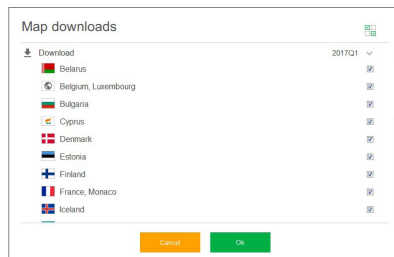 Map downloads
Download 2017Q1
Belarus
Belgium, Luxembourg
Bulgaria
Cyprus
Denmark
Estonia
Finland
France, Monaco
Iceland
Cancel Ok